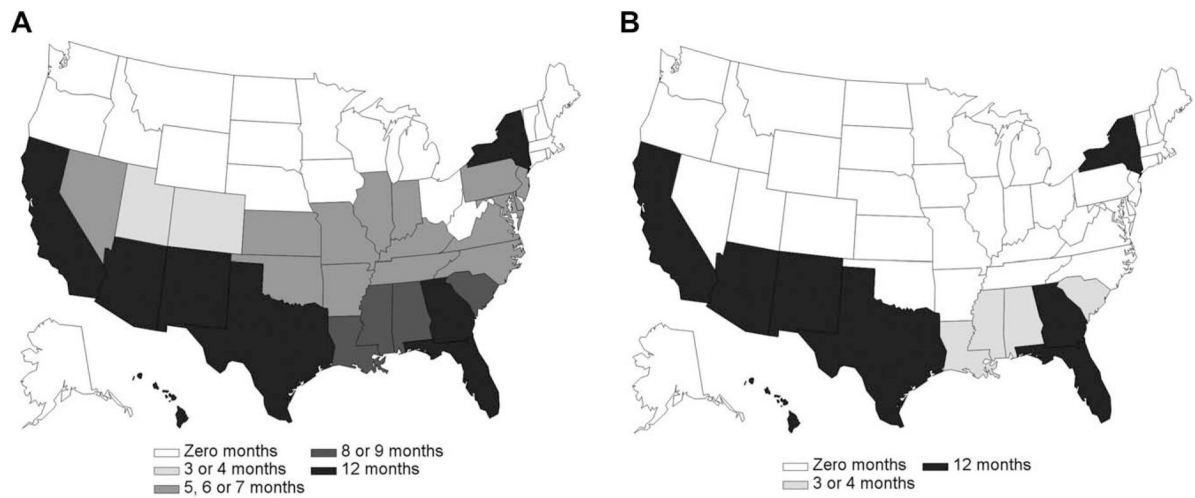 A
B
Zero months
3 or 4 months
5, 6 or 7 months
8 or 9 months
12 months
Zero months
3 or 4 months
12 months